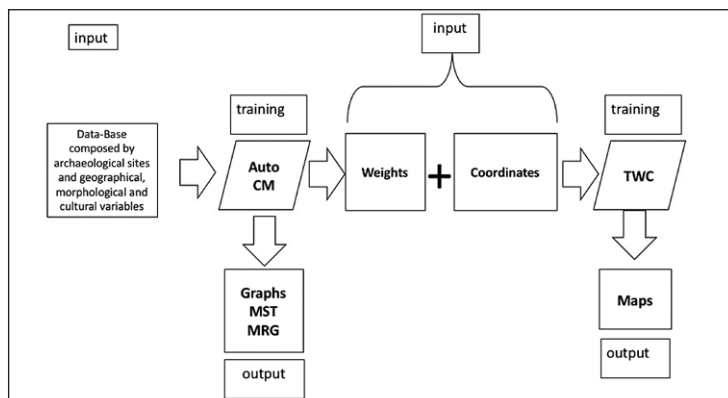 input
input
training
training
Data-Base
composed by
archaeological sites
and geographical,
morphological and
cultural variables
Auto
CM
Weights
+
Coordinates
TWC
Graphs
MST
MRG
Maps
output
output